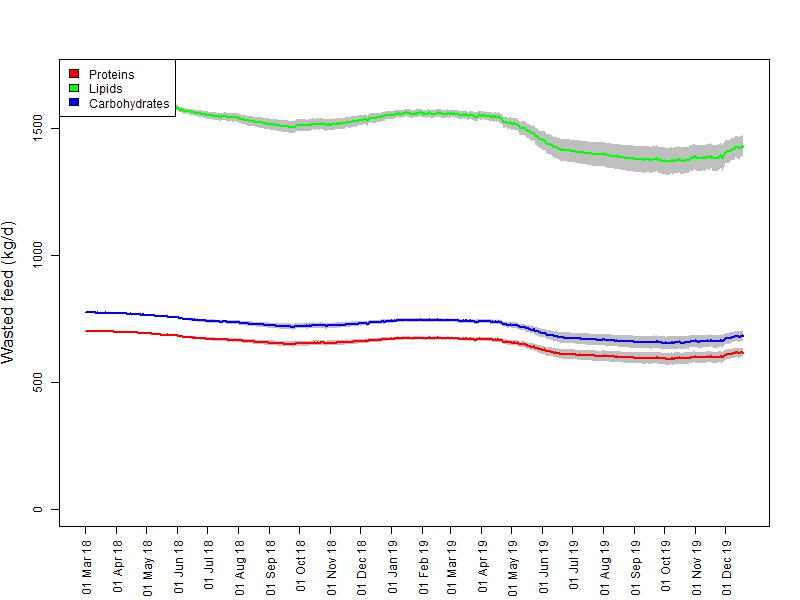 Proteins
Lipids
Carbohydrates
Wasted feed (kg/d)
1500
1000
500
0
01 Mar 18
01 Apr 18
01 May 18
01 Jun 18
01 Jul 18
01 Aug 18
01 Sep 18
01 Oct 18
01 Nov 18
01 Dec 18
01 Jan 19
01 Feb 19
01 Mar 19
01 Apr 19
01 May 19
01 Jun 19
01 Jul 19
01 Aug 19
01 Sep 19
01 Oct 19
01 Nov 19
01 Dec 19